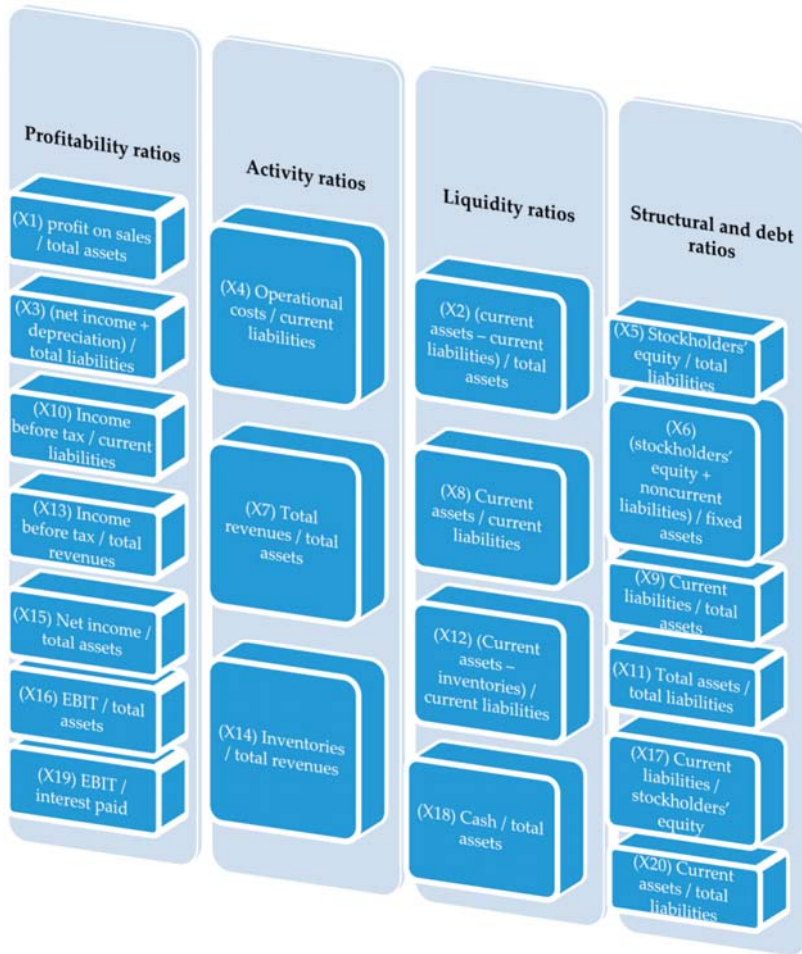 Profitability ratios
(X1) profit on sales
/ total assets
(X3) (net income +
depreciation) /
total liabilities
(X10) Income
before tax / current
liabilities
(X13) Income
before tax / total
revenues
(X15) Net income /
total assets
(X16) EBIT / total
assets
(X19) EBIT /
interest paid
Activity ratios
(X4) Operational
costs / current
liabilities
(X7) Total
revenues / total
assets
(X14) Inventories
/ total revenues
Liquidity ratios
(X2) (current
assets – current
liabilities) / total
assets
(X8) Current
assets / current
liabilities
(X12) (Current
assets –
inventories) /
current liabilities
(X18) Cash / total
assets
Structural and debt
ratios
(X5) Stockholders’
equity / total
liabilities
(X6)
(stockholders’
equity +
noncurrent
liabilities) / fixed
assets
(X9) Current
liabilities / total
assets
(X11) Total assets /
total liabilities
(X17) Current
liabilities /
stockholders’
equity
(X20) Current
assets / total
liabilities